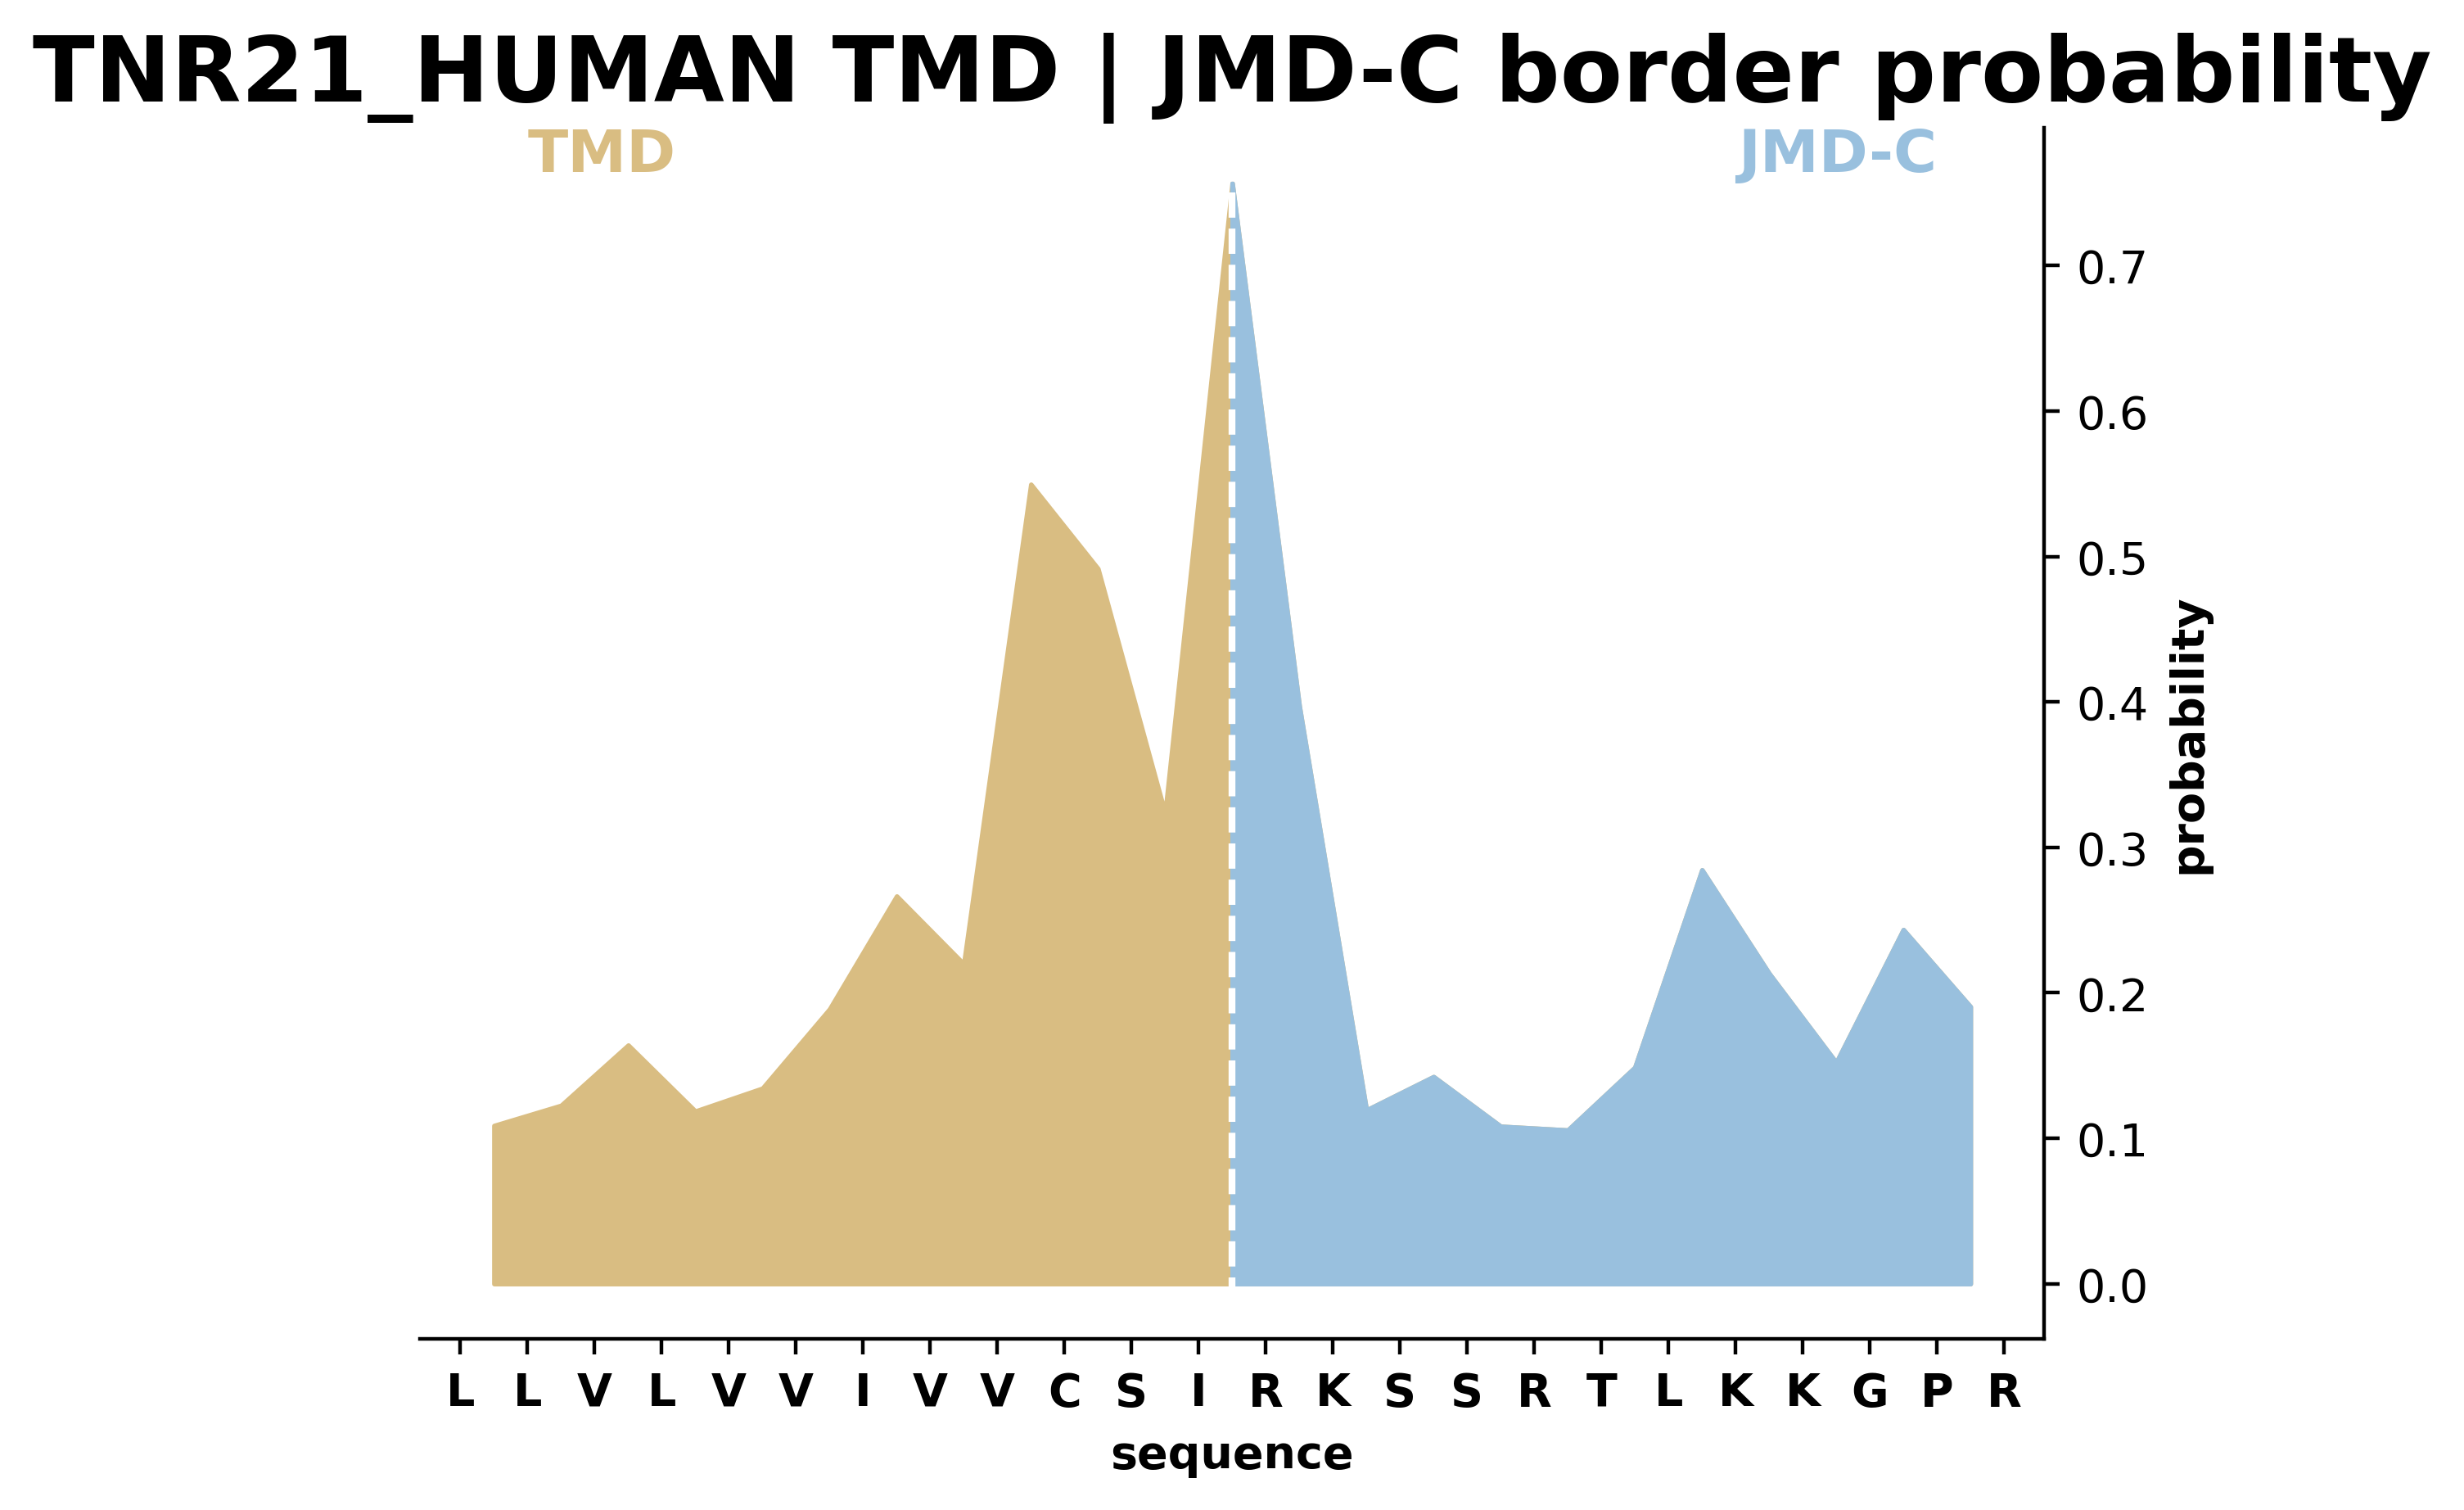 TNR21_HUMAN TMD | JMD-C border probability
TMD JMD-C
0.7
0.6
0.5
0.4
0.3
0.2
0.1
0.0
probability
L L V L V V I V V C S I R K S S R T L K K G P R
sequence